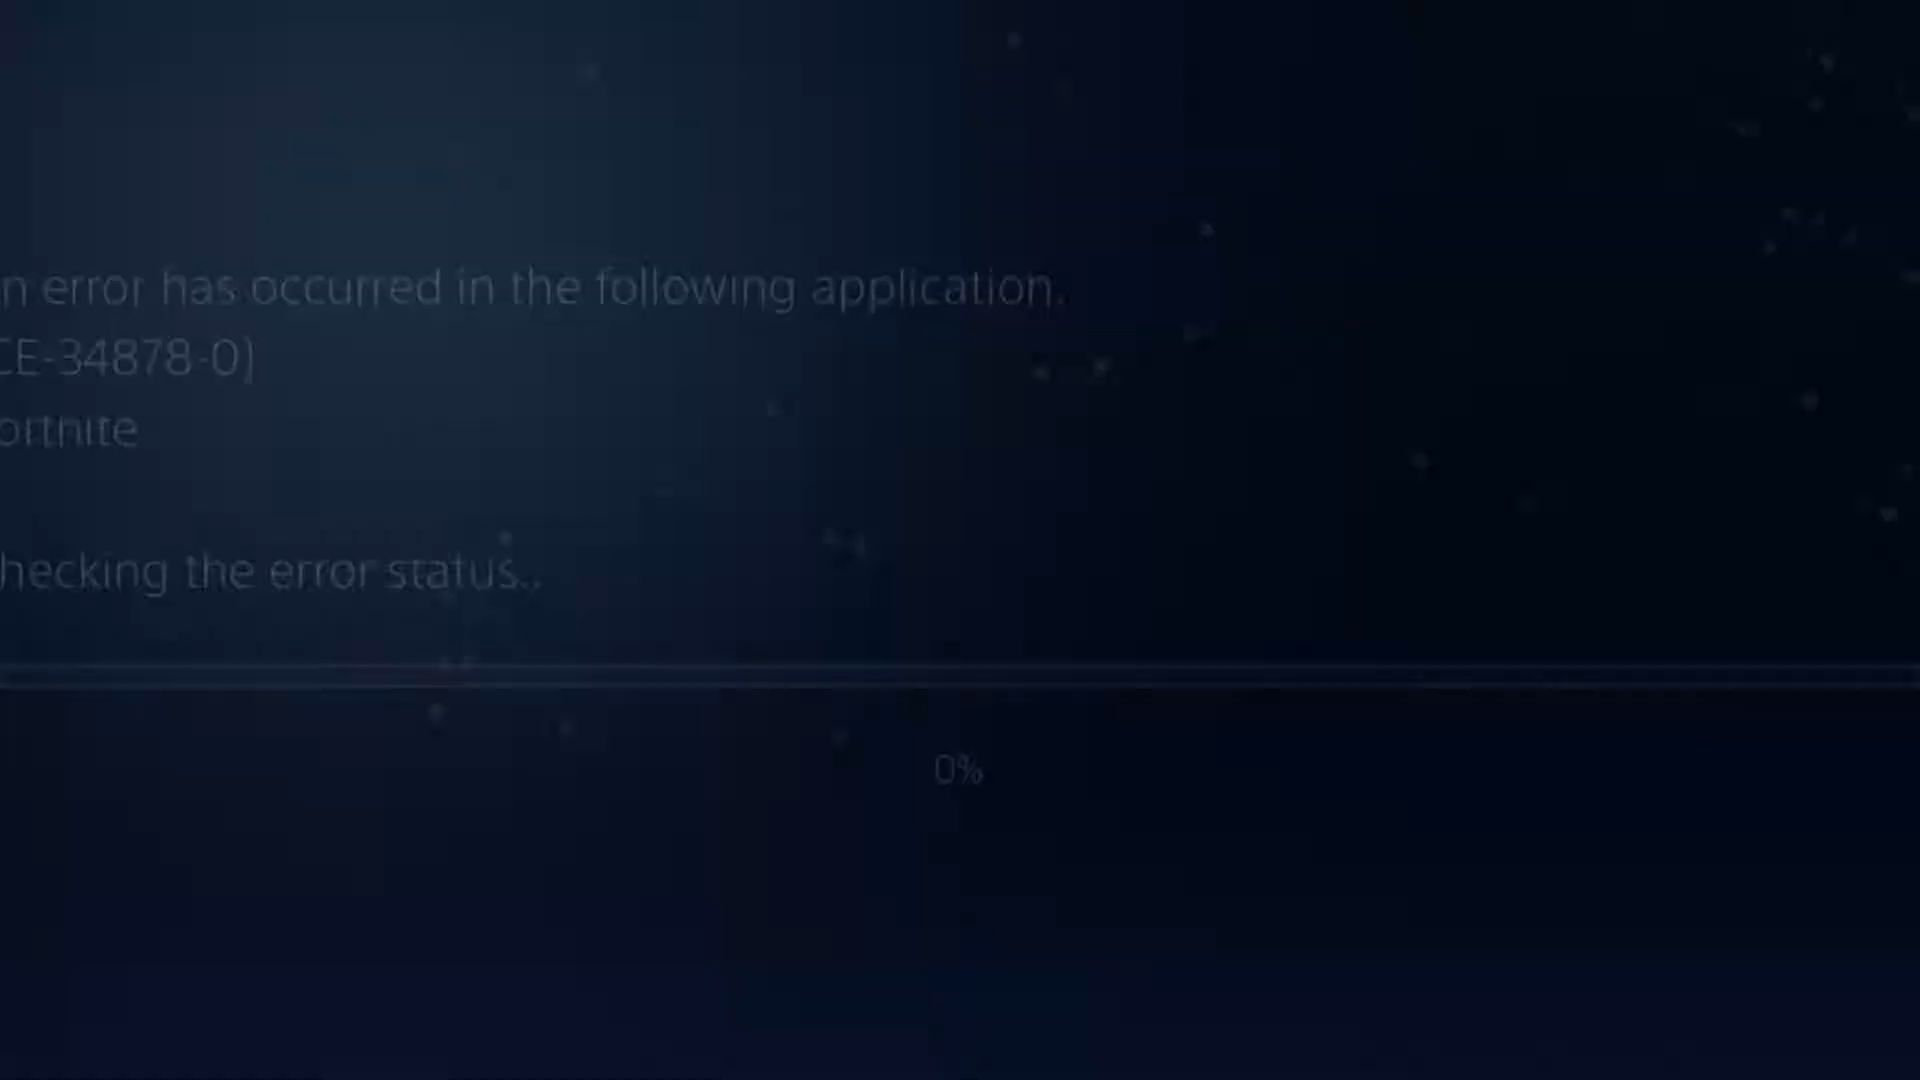 n error has occurred in the following application.
CE-34878-0)
ortnite
hecking the error status..
0%